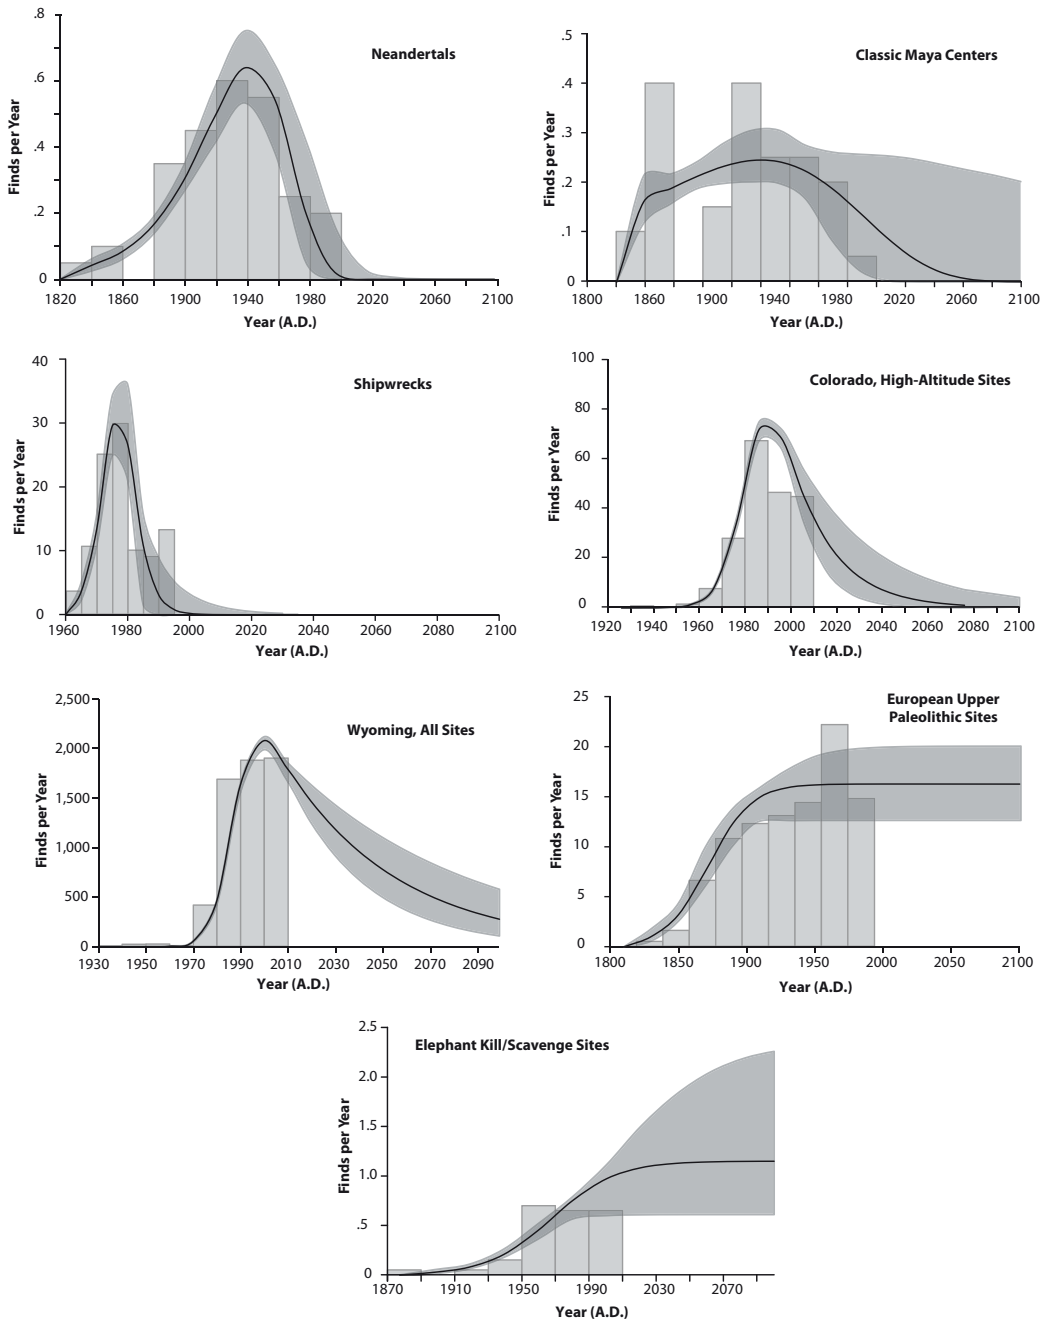 Neandertals
Finds per Year
.8
.6
.4
.2
0
1820 1860 1900 1940 1980 2020 2060 2100
Year (A.D.)
Classic Maya Centers
Finds per Year
.5
.4
.3
.2
.1
0
1800 1860 1900 1940 1980 2020 2060 2100
Year (A.D.)
Shipwrecks
Finds per Year
40
30
20
10
0
1960 1980 2000 2020 2040 2060 2080 2100
Year (A.D.)
Colorado, High-Altitude Sites
Finds per Year
100
80
60
40
20
0
1920 1940 1960 1980 2000 2020 2040 2060 2080 2100
Year (A.D.)
Wyoming, All Sites
Finds per Year
2,500
2,000
1,500
1,000
500
0
1930 1950 1970 1990 2010 2030 2050 2070 2090
Year (A.D.)
European Upper
Paleolithic Sites
Finds per Year
25
20
15
10
5
0
1800 1850 1900 1950 2000 2050 2100
Year (A.D.)
Elephant Kill/Scavenge Sites
Finds per Year
2.5
2.0
1.5
1.0
.5
0
1870 1910 1950 1990 2030 2070
Year (A.D.)